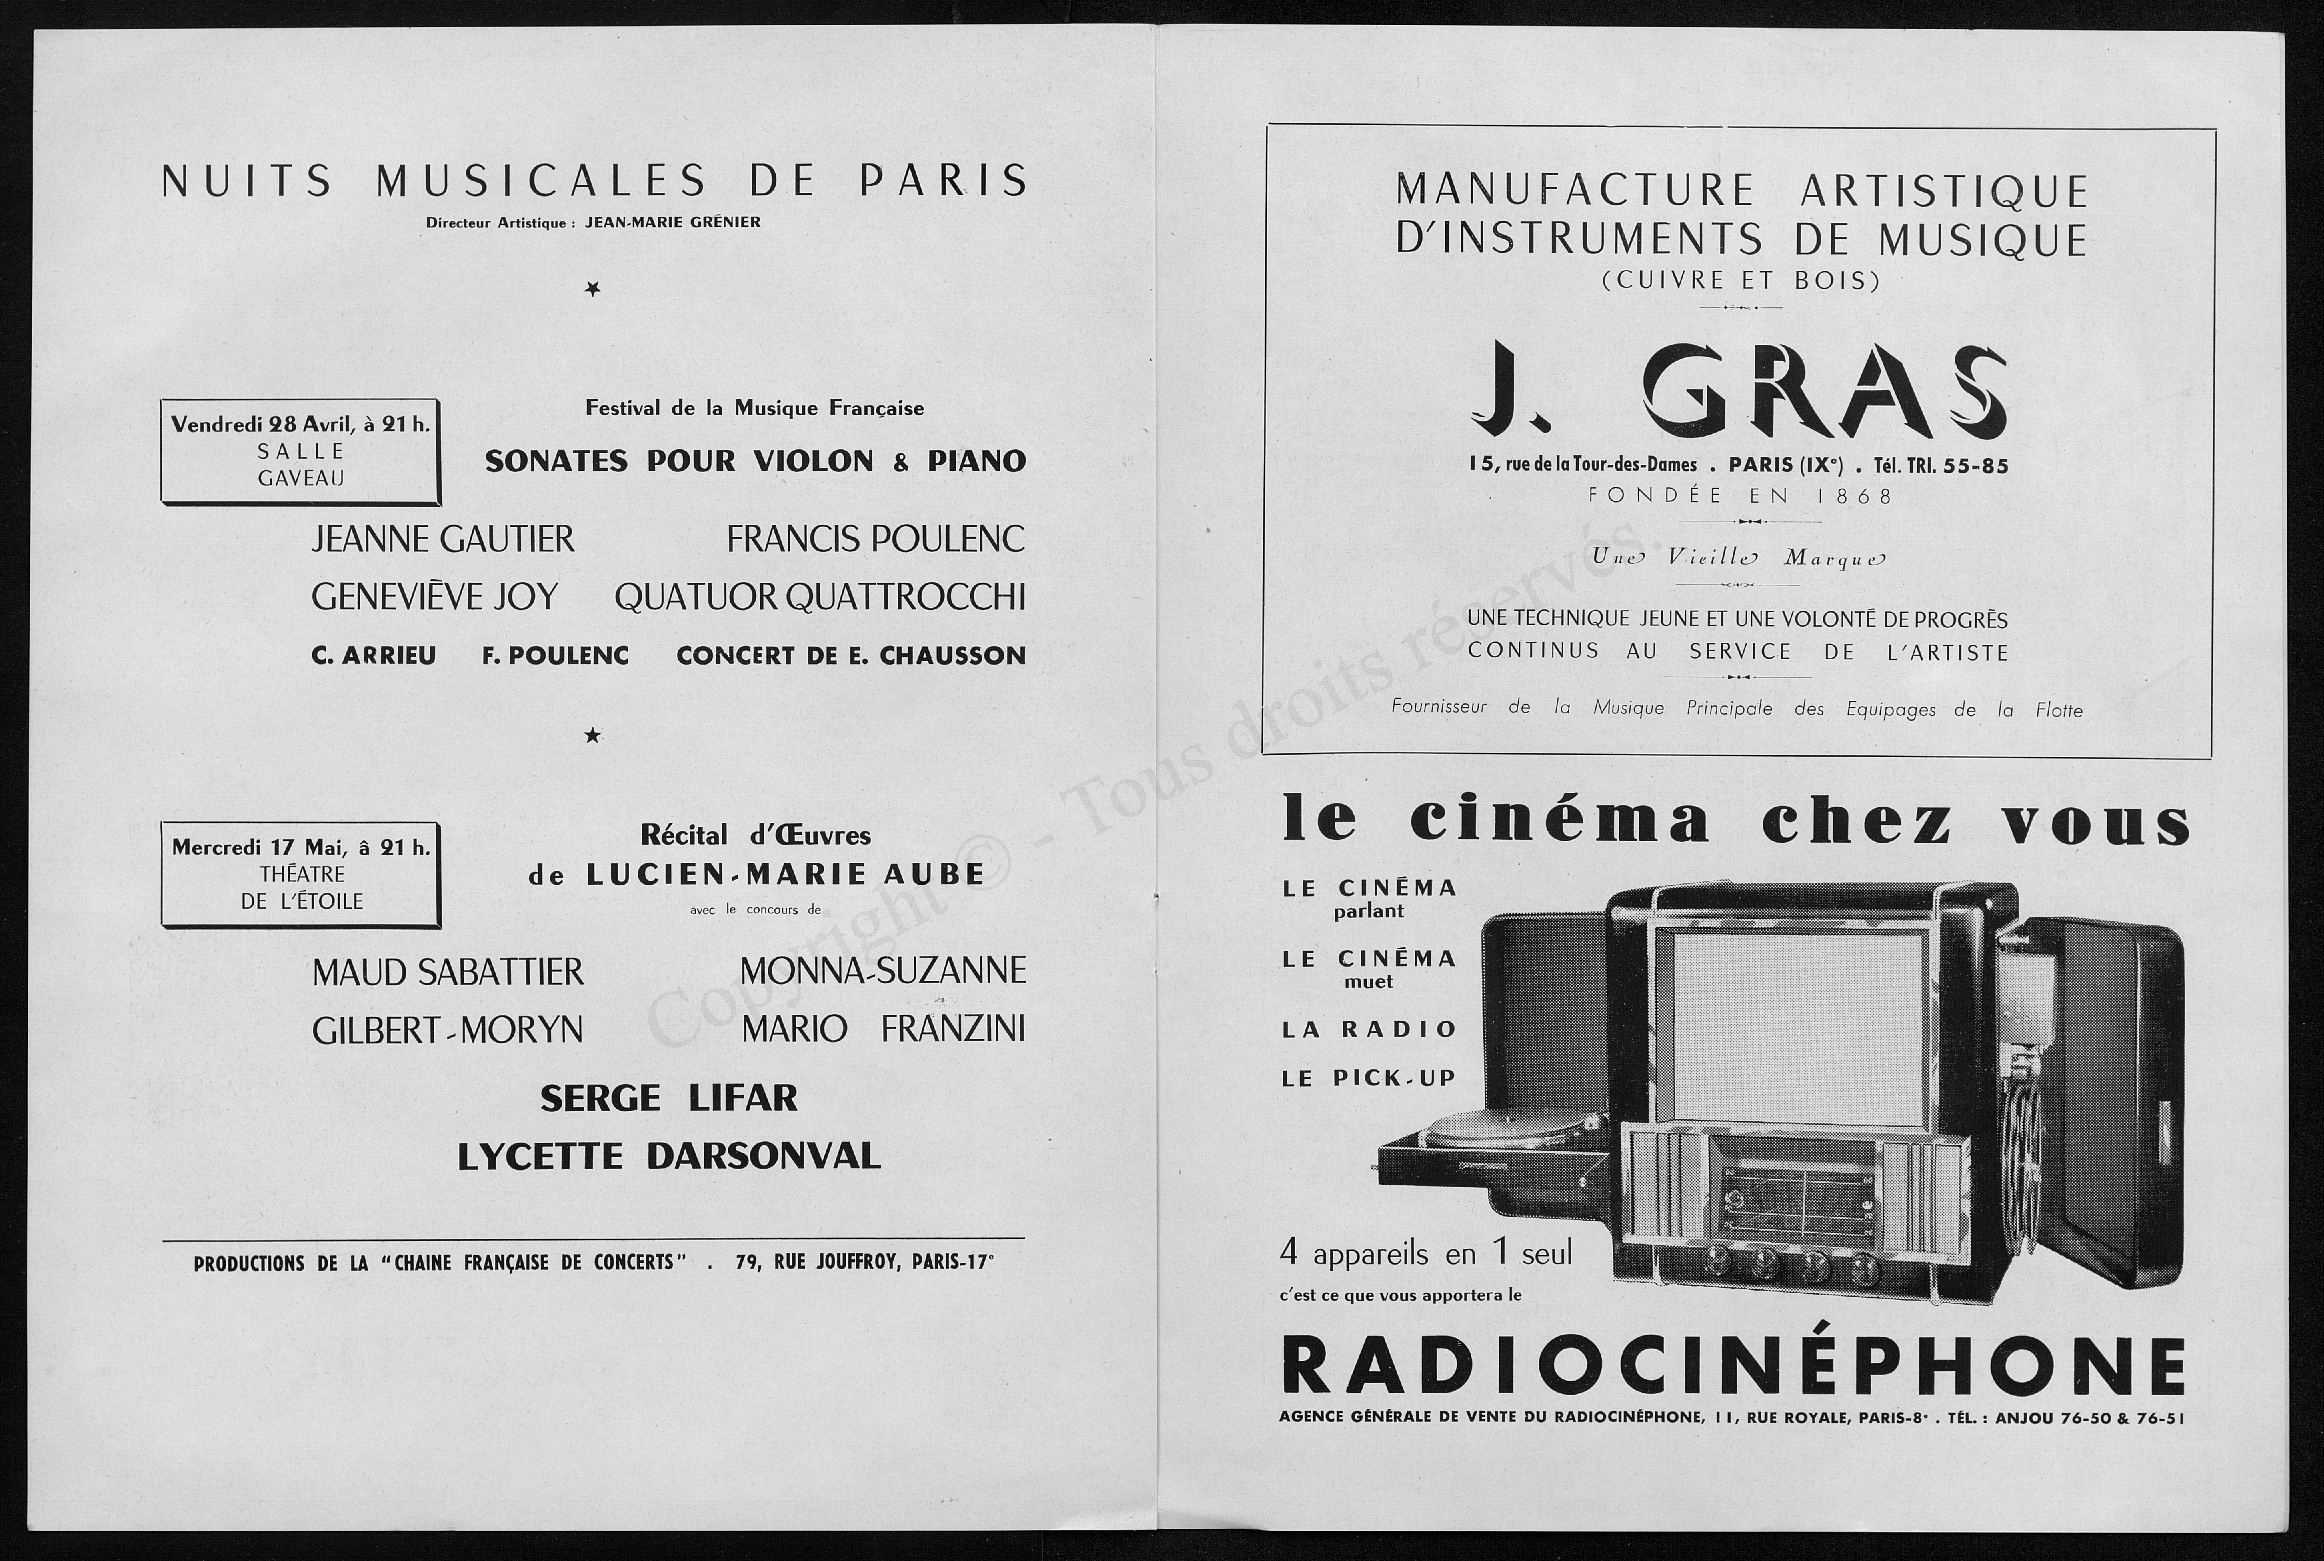 NUITS MUSICALES DE PARIS
Directeur Artistique : JEAN-MARIE GRÉNIER
Vendredi 28 Avril, à 21 h.
SALLE
GAVEAU
Festival de la Musique Française
SONATES POUR VIOLON & PIANO
JEANNE GAUTIER FRANCIS POULENC
GENEVIÈVE JOY QUATUOR QUATTROCCHI
C. ARRIEU F. POULENC CONCERT DE E. CHAUSSON
Mercredi 17 Mai, â 21 h.
THÉATRE
DE L'ÉTOILE
Récital d'Œuvres
de LUCIEN-MARIE AUBE
avec le concours de
MAUD SABATTIER MONNA-SUZANNE
GILBERT-MORYN MARIO FRANZINI
SERGE LIFAR
LYCETTE DARSONVAL
PRODUCTIONS DE LA "CHAINE FRANÇAISE DE CONCERTS" . 79, RUE JOUFFROY, PARIS-17e
MANUFACTURE ARTISTIQUE
D'INSTRUMENTS DE MUSIQUE
(CUIVRE ET BOIS)
J. GRAS
15, rue de la Tour-des-Dames . PARIS (IXe) . Tél. TRI. 55-85
FONDÉE EN 1868
Une Vieille Marque
UNE TECHNIQUE JEUNE ET UNE VOLONTÉ DE PROGRÈS
CONTINUS AU SERVICE DE L'ARTISTE
Fournisseur de la Musique Principale des Equipages de la Flotte
le cinéma chez vous
LE CINÉMA
parlant
LE CINÉMA
muet
LA RADIO
LE PICK-UP
4 appareils en 1 seul
c'est ce que vous apportera le
RADIOCINÉPHONE
AGENCE GÉNÉRALE DE VENTE DU RADIOCINÉPHONE, 11, RUE ROYALE, PARIS-8e . TÉL. : ANJOU 76-50 & 76-51
Copyright © - Tous droits réservés.